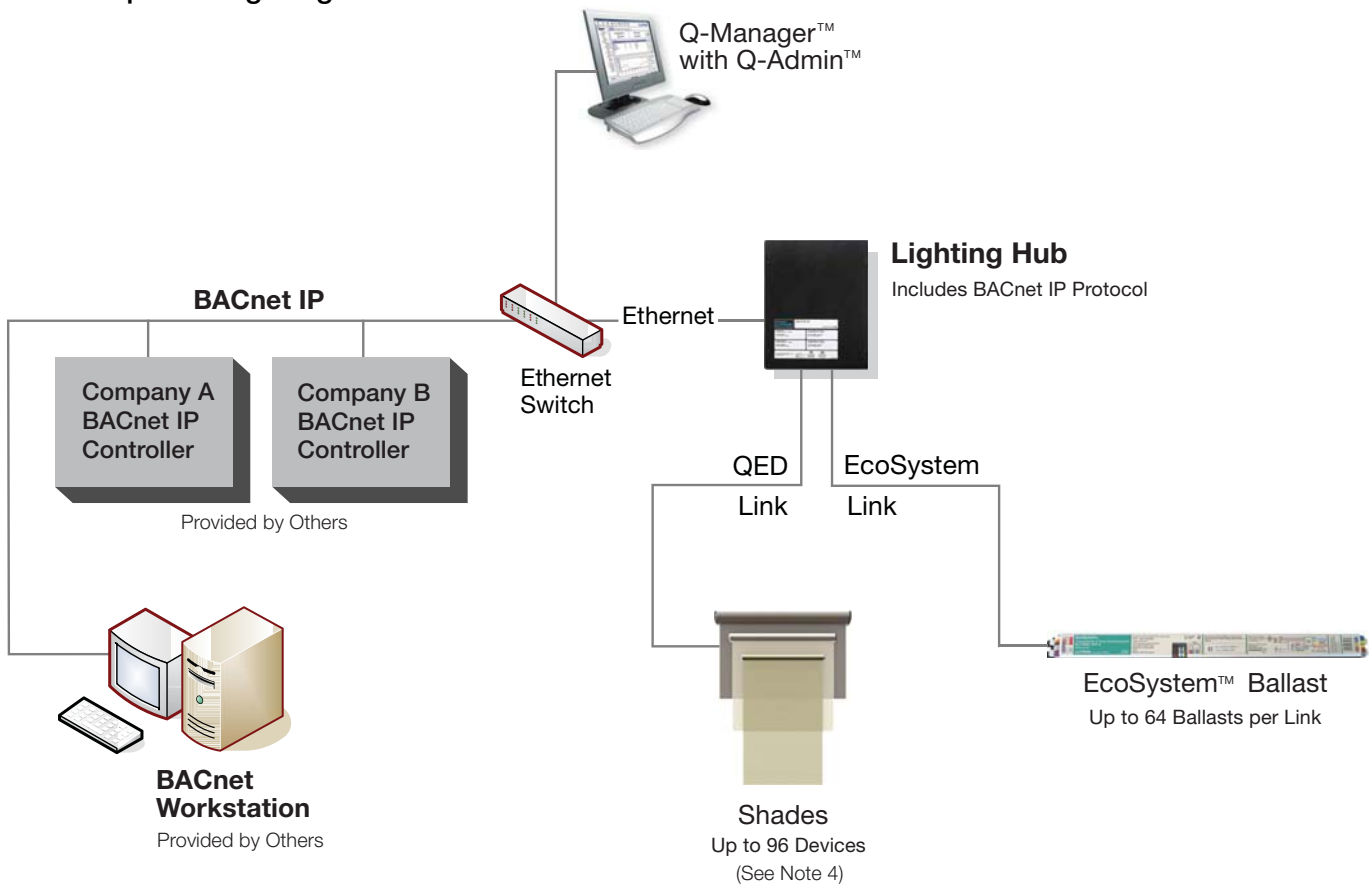 Q-Manager™
with Q-Admin™
Lighting Hub
Includes BACnet IP Protocol
BACnet IP
Ethernet
Ethernet
Switch
Company A
BACnet IP
Controller
Company B
BACnet IP
Controller
Provided by Others
QED
Link
EcoSystem
Link
EcoSystem™ Ballast
Up to 64 Ballasts per Link
BACnet
Workstation
Provided by Others
Shades
Up to 96 Devices
(See Note 4)